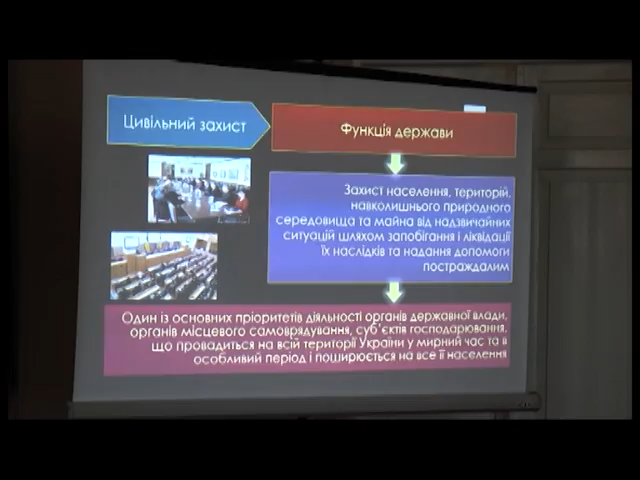 Цивільний захист
Функція держави
Захист населення, територій,
навколишнього природного
середовища та майна від надзвичайних
ситуацій шляхом запобігання і ліквідації
їх наслідків та надання допомоги
постраждалим
Один із основних пріоритетів діяльності органів державної влади,
органів місцевого самоврядування, суб'єктів господарювання,
що провадиться на всій території України у мирний час та в
особливий період і поширюється на все її населення